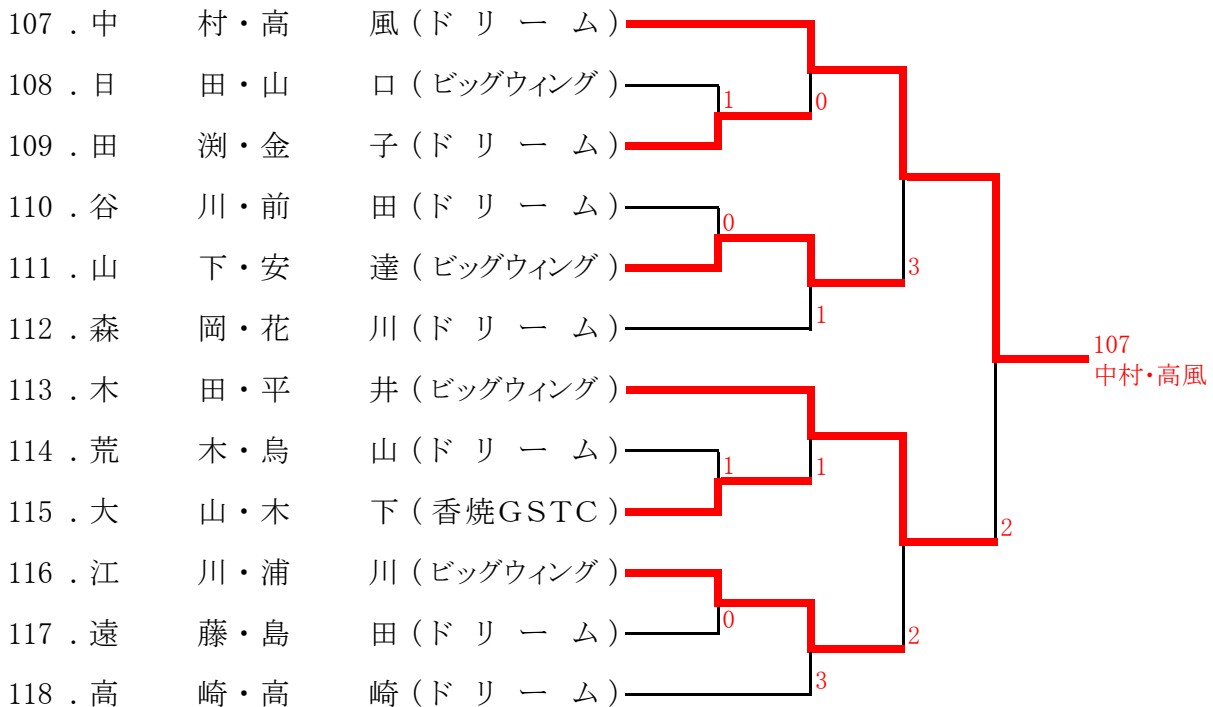 107 . 中 村・高 風 (ド リ ー ム)
108 . 日 田・山 口 (ビッグウィング)
1
0
109 . 田 渕・金 子 (ド リ ー ム)
110 . 谷 川・前 田 (ド リ ー ム)
0
111 . 山 下・安 達 (ビッグウィング)
3
112 . 森 岡・花 川 (ド リ ー ム)
1
107
中村・高風
113 . 木 田・平 井 (ビッグウィング)
114 . 荒 木・鳥 山 (ド リ ー ム)
1
1
115 . 大 山・木 下 (香焼GSTC)
2
116 . 江 川・浦 川 (ビッグウィング)
0
117 . 遠 藤・島 田 (ド リ ー ム)
2
118 . 高 崎・高 崎 (ド リ ー ム)
3